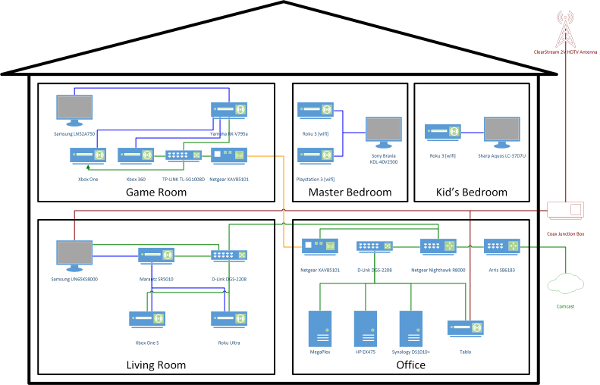 ClearStream 2V HDTV Antenna
Samsung LN52A750
Yamaha RX-V795a
Xbox One
Xbox 360
TP-LINK TL-SG1008D
Netgear XAVB5101
Game Room
Roku 3 (wifi)
Playstation 3 (wifi)
Sony Bravia
KDL-40V2500
Master Bedroom
Roku 3 (wifi)
Sharp Aquos LC-37D7U
Kid's Bedroom
Coax Junction Box
Samsung UN65KS8000
Marantz SR5010
D-Link DGS-2208
Xbox One S
Roku Ultra
Living Room
Netgear XAVB5101
D-Link DGS-2208
Netgear Nighthawk R8000
Arris SB6183
Comcast
MegaPlex
HP DX475
Synology DS1010+
Tablo
Office